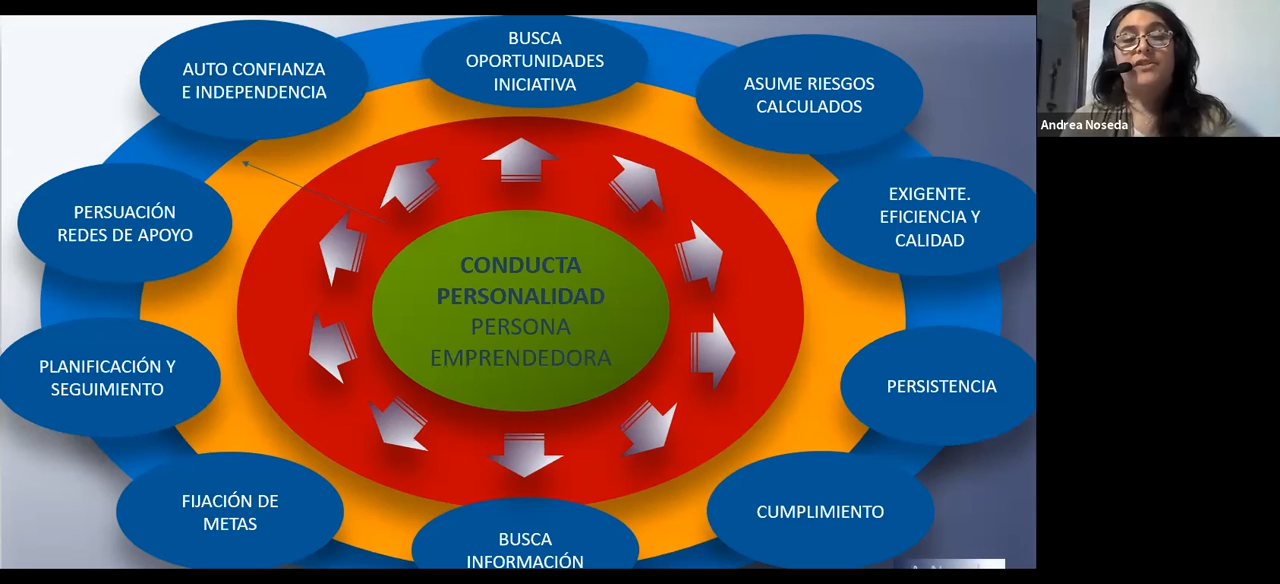 BUSCA
OPORTUNIDADES
INICIATIVA
AUTO CONFIANZA
E INDEPENDENCIA
ASUME RIESGOS
CALCULADOS
Andrea Noseda
EXIGENTE.
EFICIENCIA Y
CALIDAD
PERSUACIÓN
REDES DE APOYO
CONDUCTA
PERSONALIDAD
PERSONA
EMPRENDEDORA
PLANIFICACIÓN Y
SEGUIMIENTO
PERSISTENCIA
FIJACIÓN DE
METAS
CUMPLIMIENTO
BUSCA
INFORMACIÓN